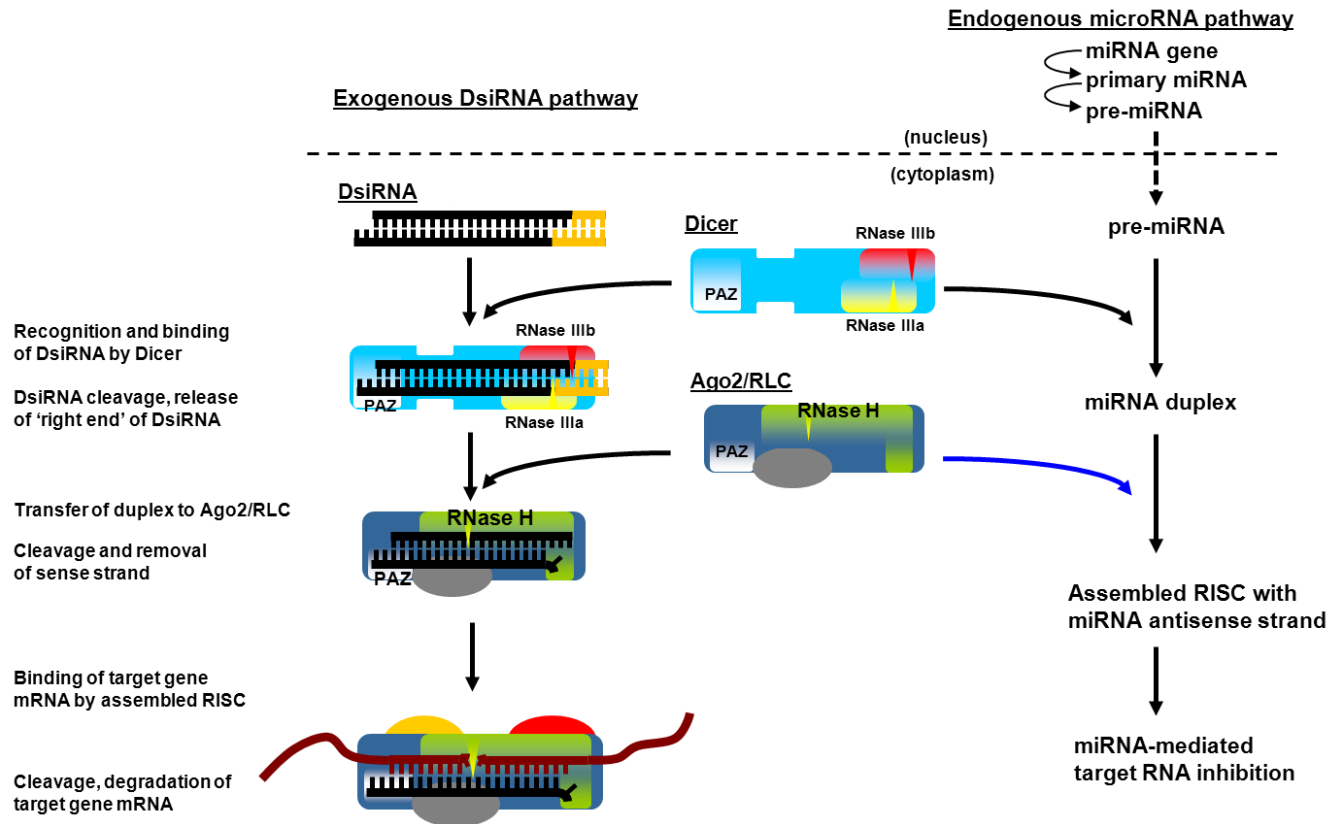 Endogenous microRNA pathway
miRNA gene
primary miRNA
pre-miRNA
Exogenous DsiRNA pathway
(nucleus)
(cytoplasm)
DsiRNA
Dicer
RNase IIIb
PAZ
RNase IIIa
pre-miRNA
Recognition and binding
of DsiRNA by Dicer
DsiRNA cleavage, release
of ‘right end’ of DsiRNA
RNase IIIb
PAZ
RNase IIIa
Ago2/RLC
RNase H
PAZ
miRNA duplex
Transfer of duplex to Ago2/RLC
Cleavage and removal
of sense strand
RNase H
PAZ
Assembled RISC with
miRNA antisense strand
Binding of target gene
mRNA by assembled RISC
Cleavage, degradation of
target gene mRNA
miRNA-mediated
target RNA inhibition